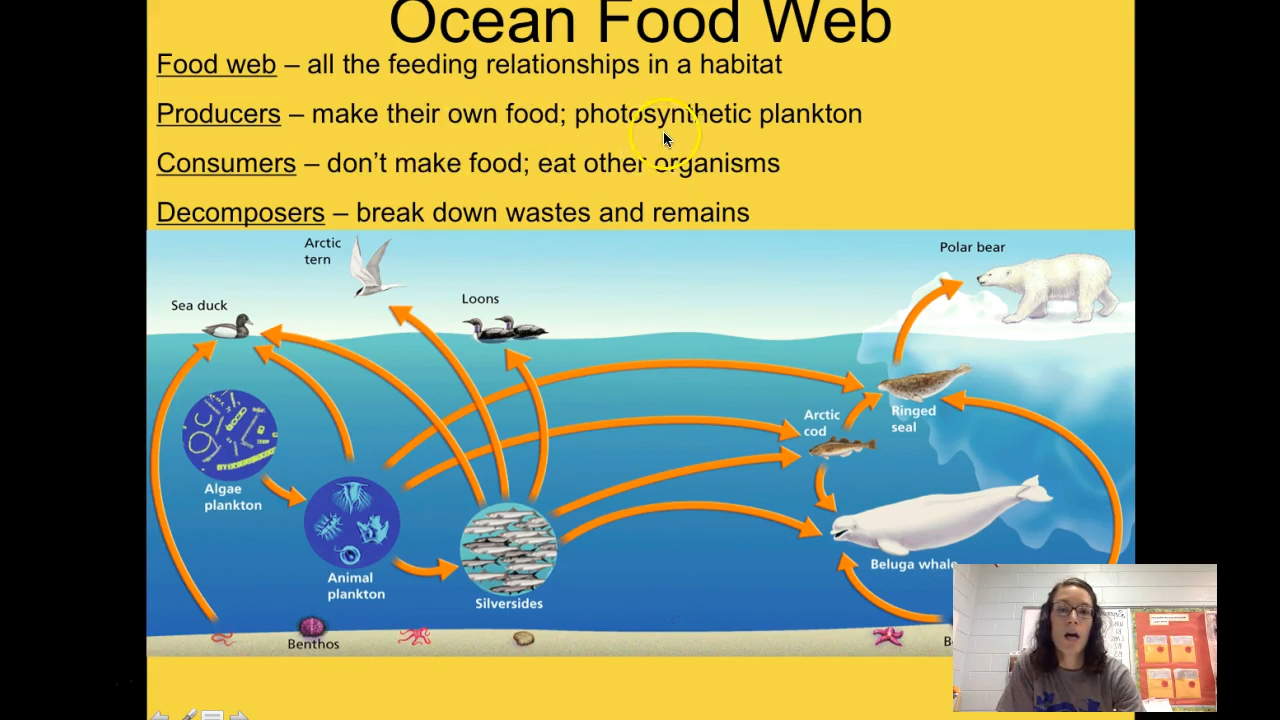 Ocean Food Web
Food web – all the feeding relationships in a habitat
Producers – make their own food; photosynthetic plankton
Consumers – don’t make food; eat other organisms
Decomposers – break down wastes and remains
Arctic
tern
Polar bear
Sea duck
Loons
Arctic
cod
Ringed
seal
Algae
plankton
Animal
plankton
Silversides
Beluga whale
Benthos